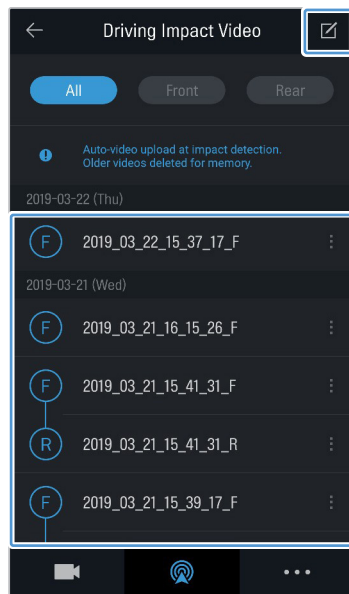 Driving Impact Video
All Front Rear
Auto-video upload at impact detection.
Older videos deleted for memory.
2019-03-22 (Thu)
F 2019_03_22_15_37_17_F
2019-03-21 (Wed)
F 2019_03_21_16_15_26_F
F 2019_03_21_15_41_31_F
R 2019_03_21_15_41_31_R
F 2019_03_21_15_39_17_F